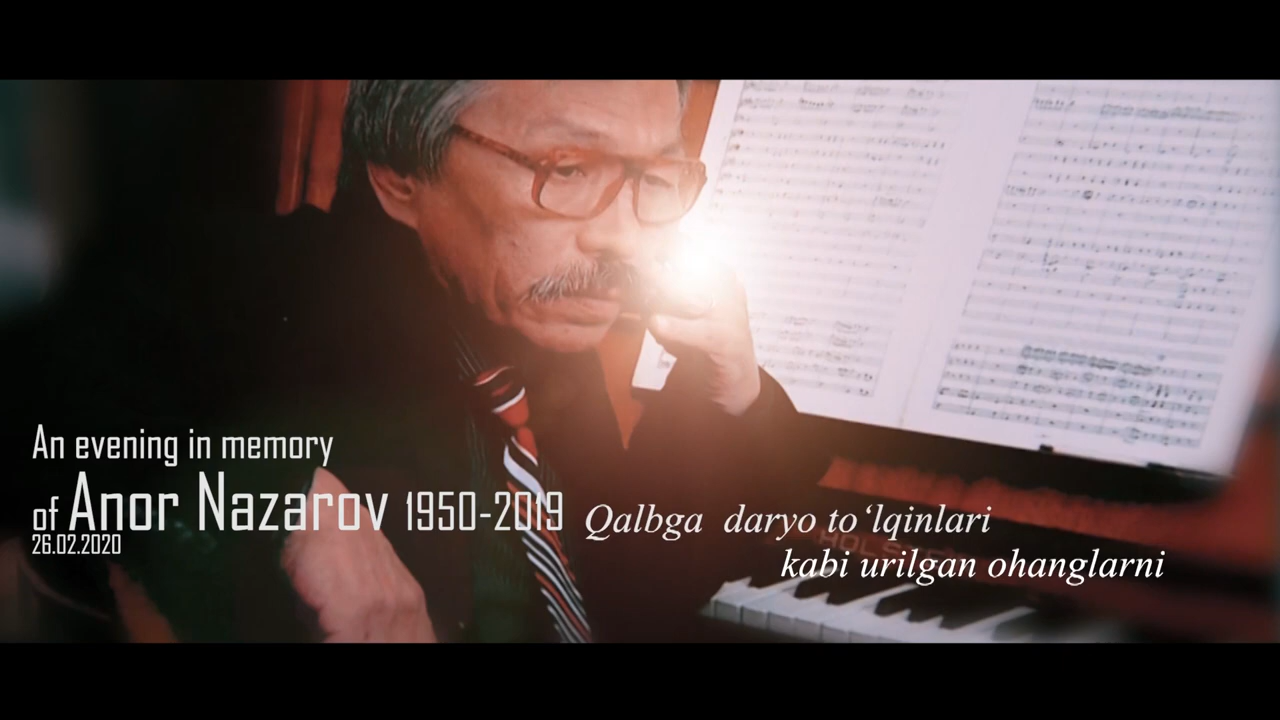 An evening in memory
of Anor Nazarov 1950-2019
26.02.2020
Qalbga daryo to‘lqinlari
kabi urilgan ohanglarni